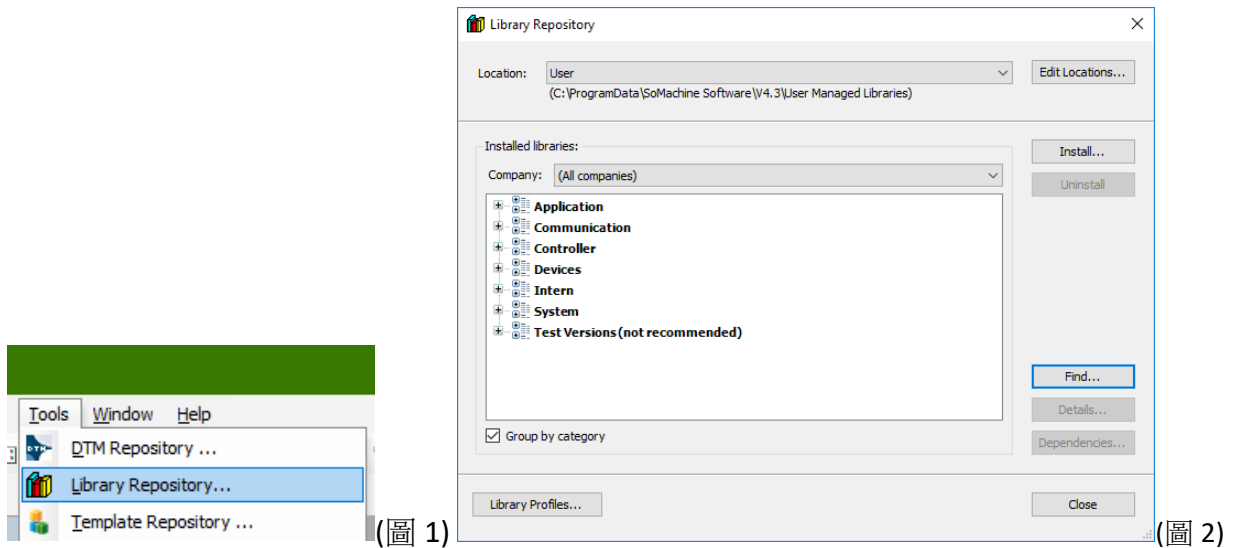 Tools Window Help
DTM Repository ...
Library Repository...
Template Repository ...
(圖 1)
Library Repository
Location: User Edit Locations...
(C:\ProgramData\SoMachine Software\V4.3\User Managed Libraries)
Installed libraries:
Install...
Company: (All companies)
Uninstall
Application
Communication
Controller
Devices
Intern
System
Test Versions (not recommended)
Find...
Details...
Group by category
Dependencies...
Library Profiles... Close
(圖 2)